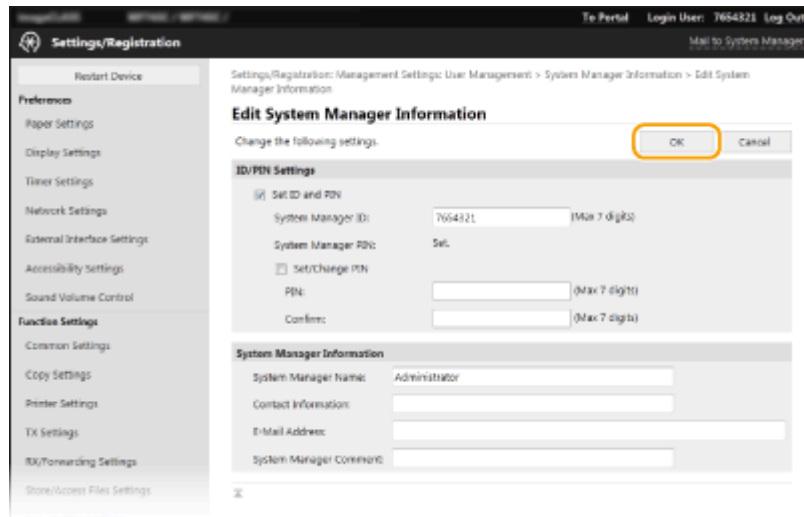 To Portal Login User: 7654321 Log Out
Settings/Registration
Mail to System Manager
Restart Device
Preferences
Paper Settings
Display Settings
Timer Settings
Network Settings
External Interface Settings
Accessibility Settings
Sound Volume Control
Function Settings
Common Settings
Copy Settings
Printer Settings
TX Settings
RX/Forwarding Settings
Store/Access Files Settings
Settings/Registration: Management Settings: User Management > System Manager Information > Edit System
Manager Information
Edit System Manager Information
Change the following settings.
OK Cancel
ID/PIN Settings
Set ID and PIN
System Manager ID: 7654321 (Max 7 digits)
System Manager PIN: Set.
Set/Change PIN
PIN: (Max 7 digits)
Confirm: (Max 7 digits)
System Manager Information
System Manager Name: Administrator
Contact Information:
E-Mail Address:
System Manager Comment: